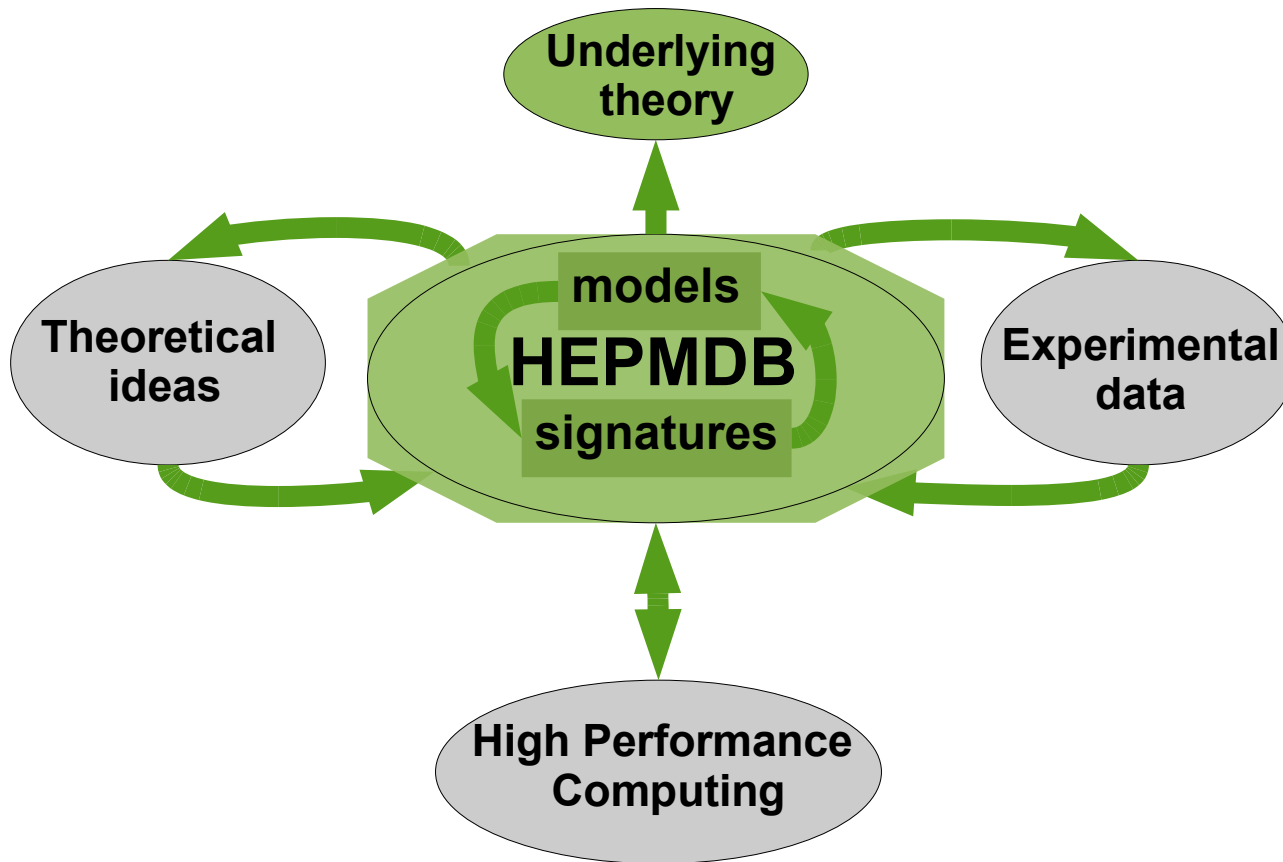 Underlying
theory
models
HEPMDB
signatures
Theoretical
ideas
Experimental
data
High Performance
Computing